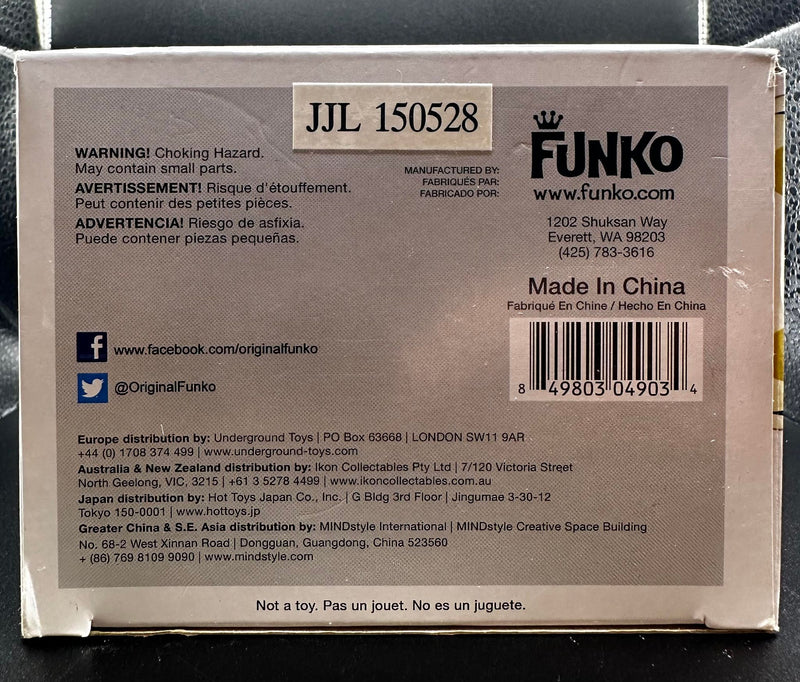 JJL 150528
WARNING! Choking Hazard.
May contain small parts.
AVERTISSEMENT! Risque d'étouffement.
Peut contenir des petites pièces.
ADVERTENCIA! Riesgo de asfixia.
Puede contener piezas pequeñas.
MANUFACTURED BY:
FABRIQUÉS PAR:
FABRICADO POR:
FUNKO
www.funko.com
1202 Shuksan Way
Everett, WA 98203
(425) 783-3616
Made In China
Fabriqué En Chine / Hecho En China
8 49803 04903 4
f www.facebook.com/originalfunko
@OriginalFunko
Europe distribution by: Underground Toys | PO Box 63668 | LONDON SW11 9AR
+44 (0) 1708 374 499 | www.underground-toys.com
Australia & New Zealand distribution by: Ikon Collectables Pty Ltd | 7/120 Victoria Street
North Geelong, VIC, 3215 | +61 3 5278 4499 | www.ikoncollectables.com.au
Japan distribution by: Hot Toys Japan Co., Inc. | G Bldg 3rd Floor | Jingumae 3-30-12
Tokyo 150-0001 | www.hottoys.jp
Greater China & S.E. Asia distribution by: MINDstyle International | MINDstyle Creative Space Building
No. 68-2 West Xinnan Road | Dongguan, Guangdong, China 523560
+ (86) 769 8109 9090 | www.mindstyle.com
Not a toy. Pas un jouet. No es un juguete.